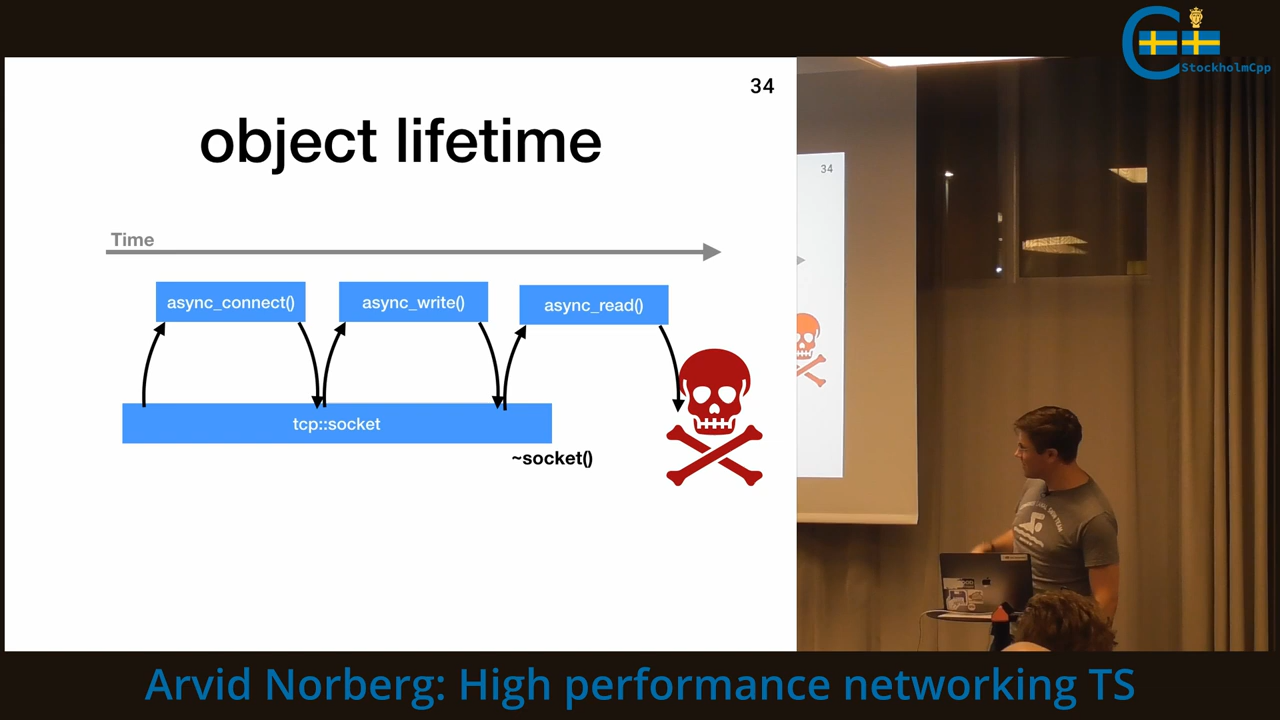 StockholmCpp
34
object lifetime
Time
async_connect()
async_write()
async_read()
tcp::socket
~socket()
34
Arvid Norberg: High performance networking TS